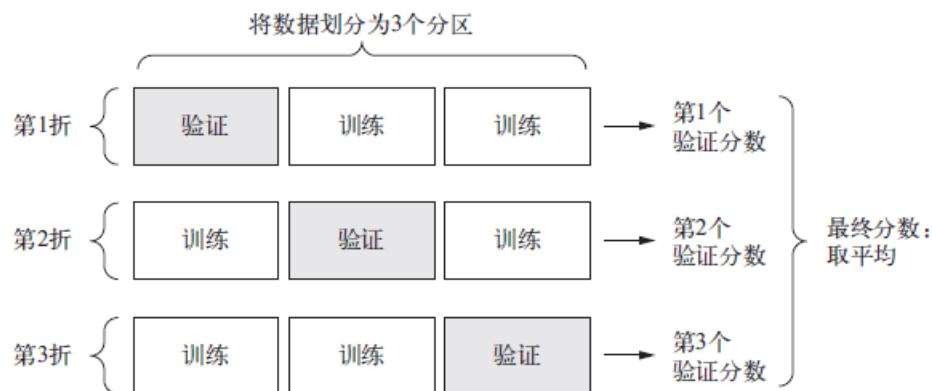 将数据划分为3个分区
第1折 验证 训练 训练 第1个
验证分数
第2折 训练 验证 训练 第2个
验证分数
最终分数：
取平均
第3折 训练 训练 验证 第3个
验证分数